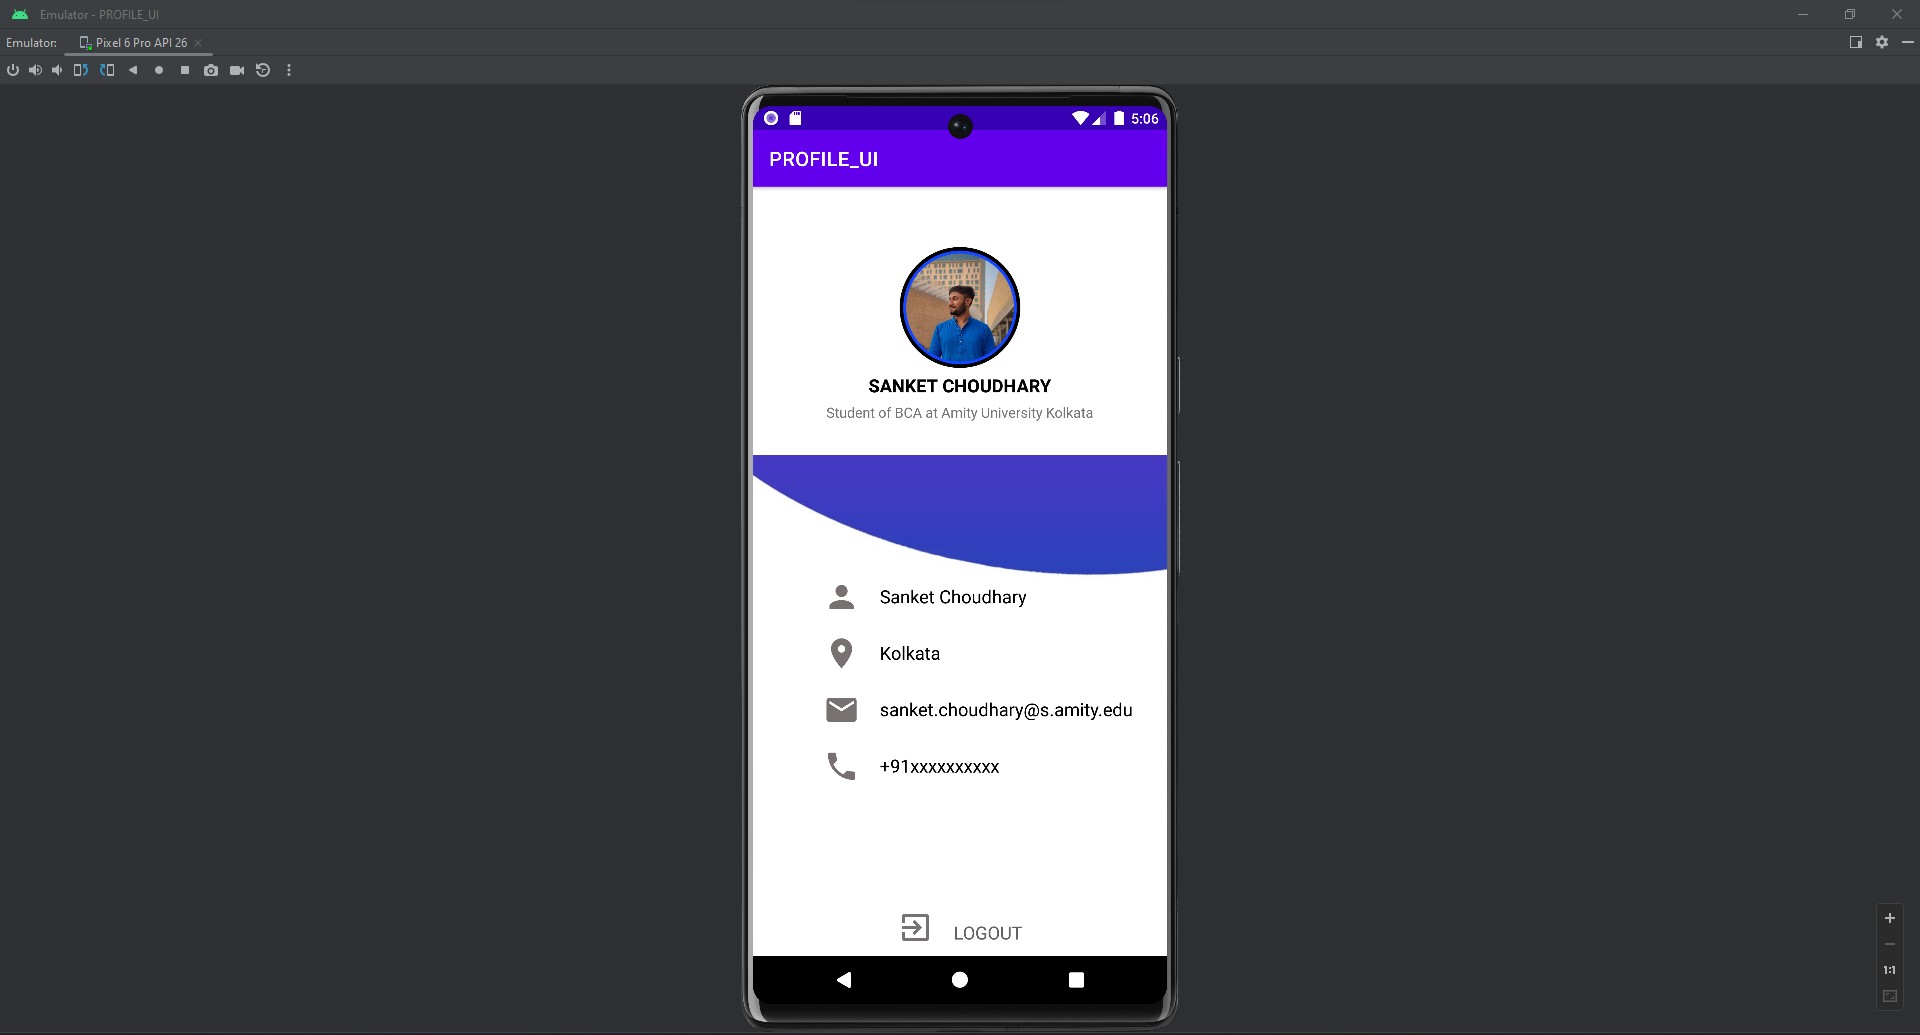 Emulator - PROFILE_UI
Emulator: Pixel 6 Pro API 26
5:06
PROFILE_UI
SANKET CHOUDHARY
Student of BCA at Amity University Kolkata
Sanket Choudhary
Kolkata
sanket.choudhary@s.amity.edu
+91xxxxxxxxxx
LOGOUT
1:1